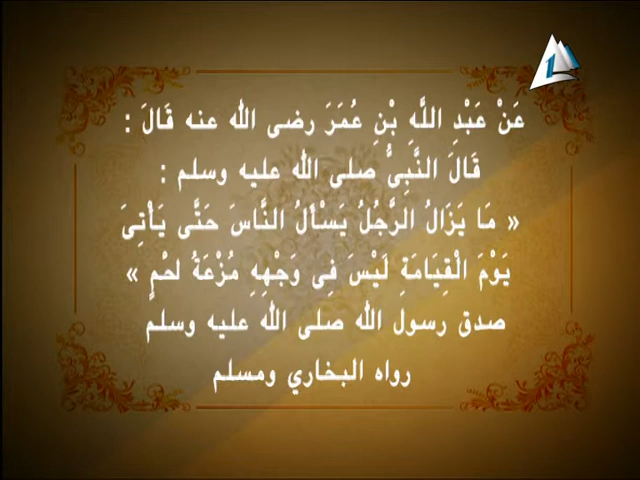 عَنْ عَبْدِ اللَّهِ بْنِ عُمَرَ رضى الله عنه قَالَ :
قَالَ النَّبِىُّ صلى الله عليه وسلم :
« مَا يَزَالُ الرَّجُلُ يَسْأَلُ النَّاسَ حَتَّى يَأْتِىَ
يَوْمَ الْقِيَامَةِ لَيْسَ فِى وَجْهِهِ مُزْعَةُ لَحْمٍ »
صدق رسول الله صلى الله عليه وسلم
رواه البخاري ومسلم